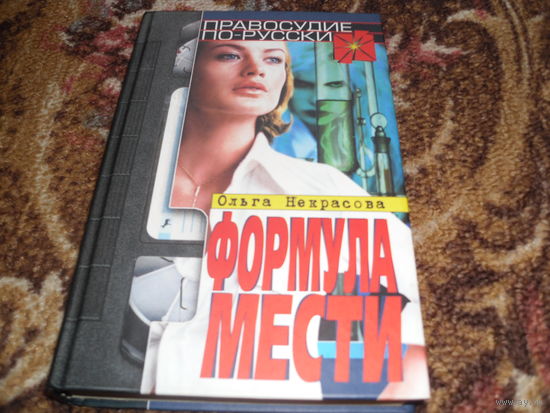 ПРАВОСУДИЕ
ПО-РУССКИ
Ольга Некрасова
ФОРМУЛА
МЕСТИ